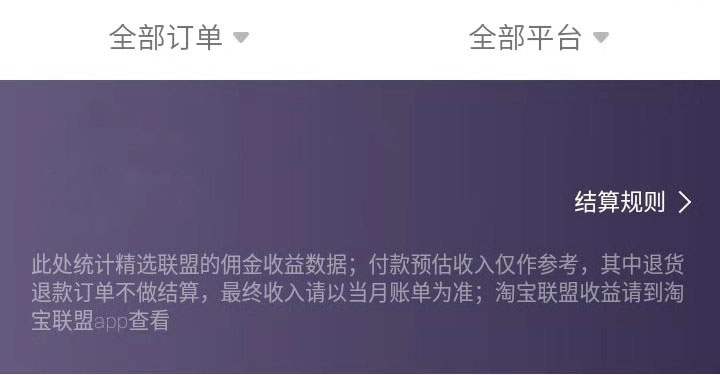 全部订单
全部平台
结算规则
此处统计精选联盟的佣金收益数据；付款预估收入仅作参考，其中退货
退款订单不做结算，最终收入请以当月账单为准；淘宝联盟收益请到淘
宝联盟app查看